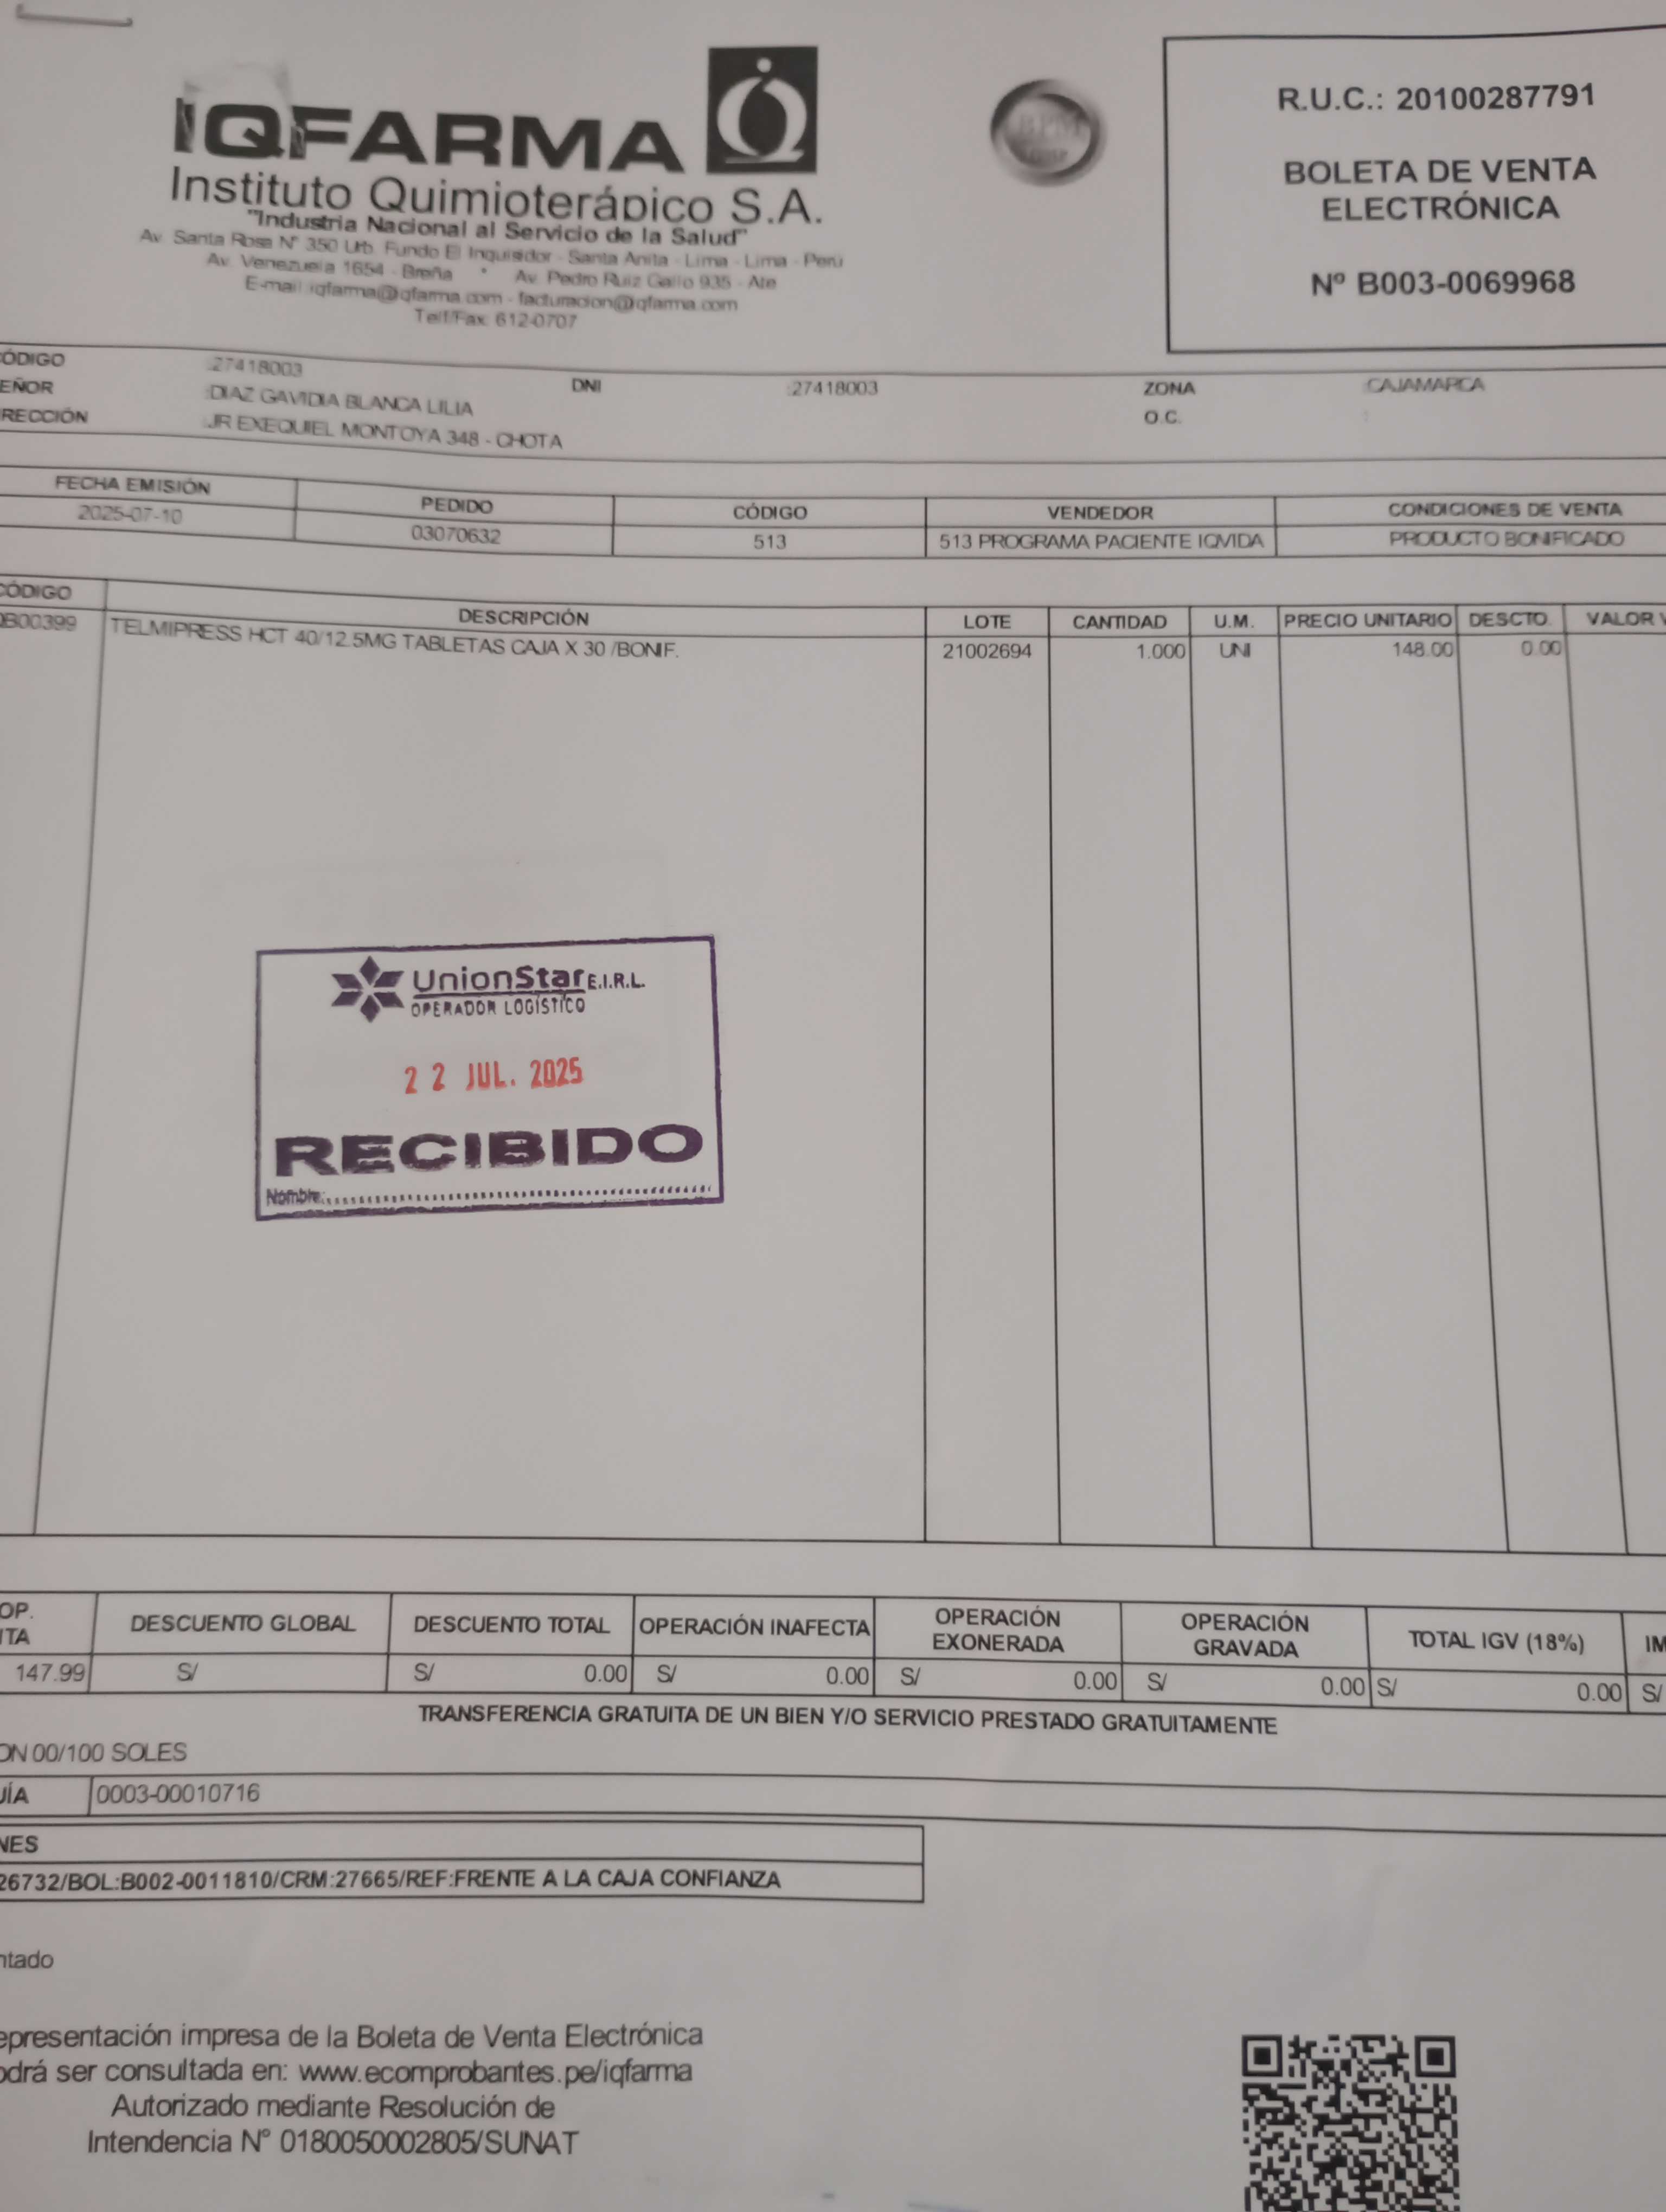 IQFARMA
Instituto Quimioterápico S.A.
"Industria Nacional al Servicio de la Salud"
Av. Santa Rosa N° 350 Urb. Fundo El Inquisidor - Santa Anita - Lima - Lima - Perú
Av. Venezuela 1654 - Breña * Av. Pedro Ruiz Gallo 935 - Ate
E-mail: iqfarma@iqfarma.com - facturacion@iqfarma.com
Telf/Fax: 612-0707
BPM
R.U.C.: 20100287791
BOLETA DE VENTA
ELECTRÓNICA
Nº B003-0069968
CÓDIGO :27418003
EÑOR :DIAZ GAVIDIA BLANCA LILIA DNI :27418003 ZONA :CAJAMARCA
RECCIÓN :JR EXEQUIEL MONTOYA 348 - CHOTA O.C. :
FECHA EMISIÓN PEDIDO CÓDIGO VENDEDOR CONDICIONES DE VENTA
2025-07-10 03070632 513 513 PROGRAMA PACIENTE IQVIDA PRODUCTO BONIFICADO
CÓDIGO DESCRIPCIÓN LOTE CANTIDAD U.M. PRECIO UNITARIO DESCTO. VALOR V
0B00399 TELMIPRESS HCT 40/12.5MG TABLETAS CAJA X 30 /BONIF. 21002694 1.000 UNI 148.00 0.00
UnionStar E.I.R.L.
OPERADOR LOGÍSTICO
22 JUL. 2025
RECIBIDO
Nombre:
OP.
ITA DESCUENTO GLOBAL DESCUENTO TOTAL OPERACIÓN INAFECTA OPERACIÓN EXONERADA OPERACIÓN GRAVADA TOTAL IGV (18%) IM
147.99 S/ S/ 0.00 S/ 0.00 S/ 0.00 S/ 0.00 S/ 0.00 S/
TRANSFERENCIA GRATUITA DE UN BIEN Y/O SERVICIO PRESTADO GRATUITAMENTE
ON 00/100 SOLES
UÍA 0003-00010716
NES
26732/BOL:B002-0011810/CRM:27665/REF:FRENTE A LA CAJA CONFIANZA
ntado
epresentación impresa de la Boleta de Venta Electrónica
odrá ser consultada en: www.ecomprobantes.pe/iqfarma
Autorizado mediante Resolución de
Intendencia N° 0180050002805/SUNAT